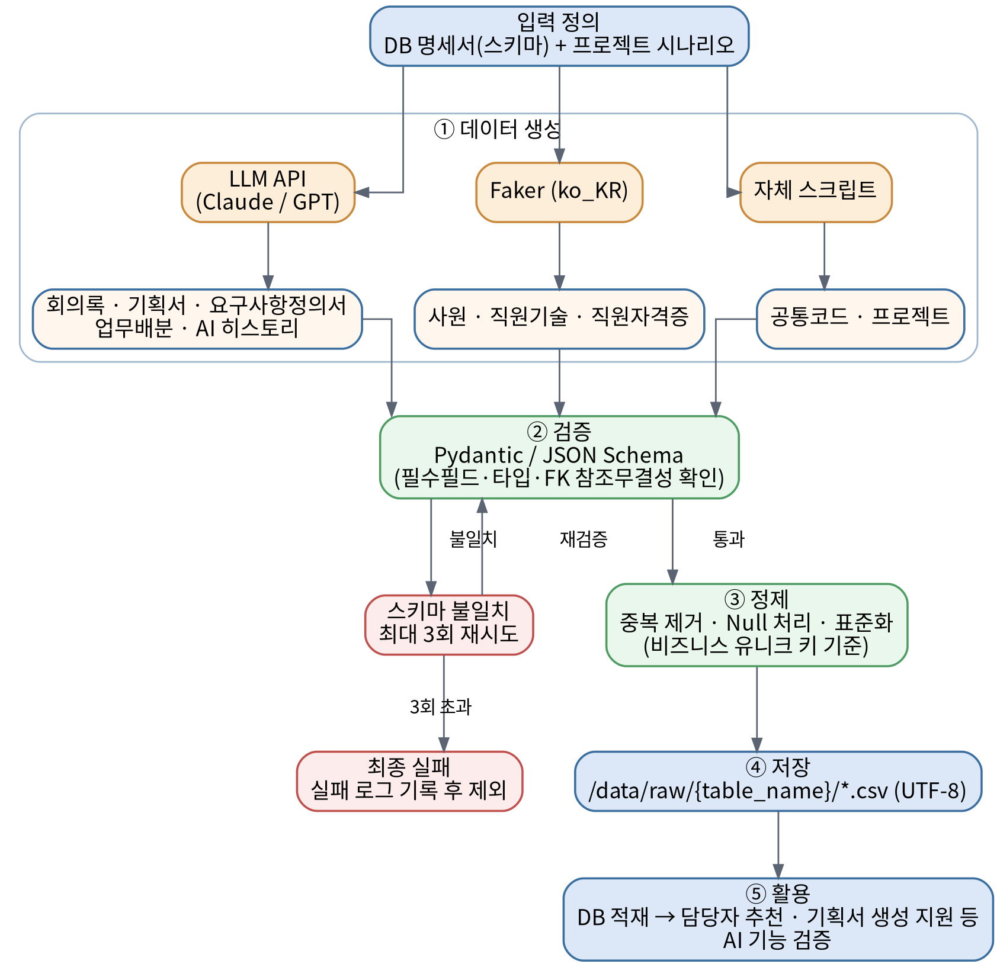 입력 정의
DB 명세서(스키마) + 프로젝트 시나리오
① 데이터 생성
LLM API
(Claude / GPT)
Faker (ko_KR)
자체 스크립트
회의록 · 기획서 · 요구사항정의서
업무배분 · AI 히스토리
사원 · 직원기술 · 직원자격증
공통코드 · 프로젝트
② 검증
Pydantic / JSON Schema
(필수필드·타입·FK 참조무결성 확인)
불일치
재검증
통과
스키마 불일치
최대 3회 재시도
③ 정제
중복 제거 · Null 처리 · 표준화
(비즈니스 유니크 키 기준)
3회 초과
최종 실패
실패 로그 기록 후 제외
④ 저장
/data/raw/{table_name}/*.csv (UTF-8)
⑤ 활용
DB 적재 → 담당자 추천 · 기획서 생성 지원 등
AI 기능 검증